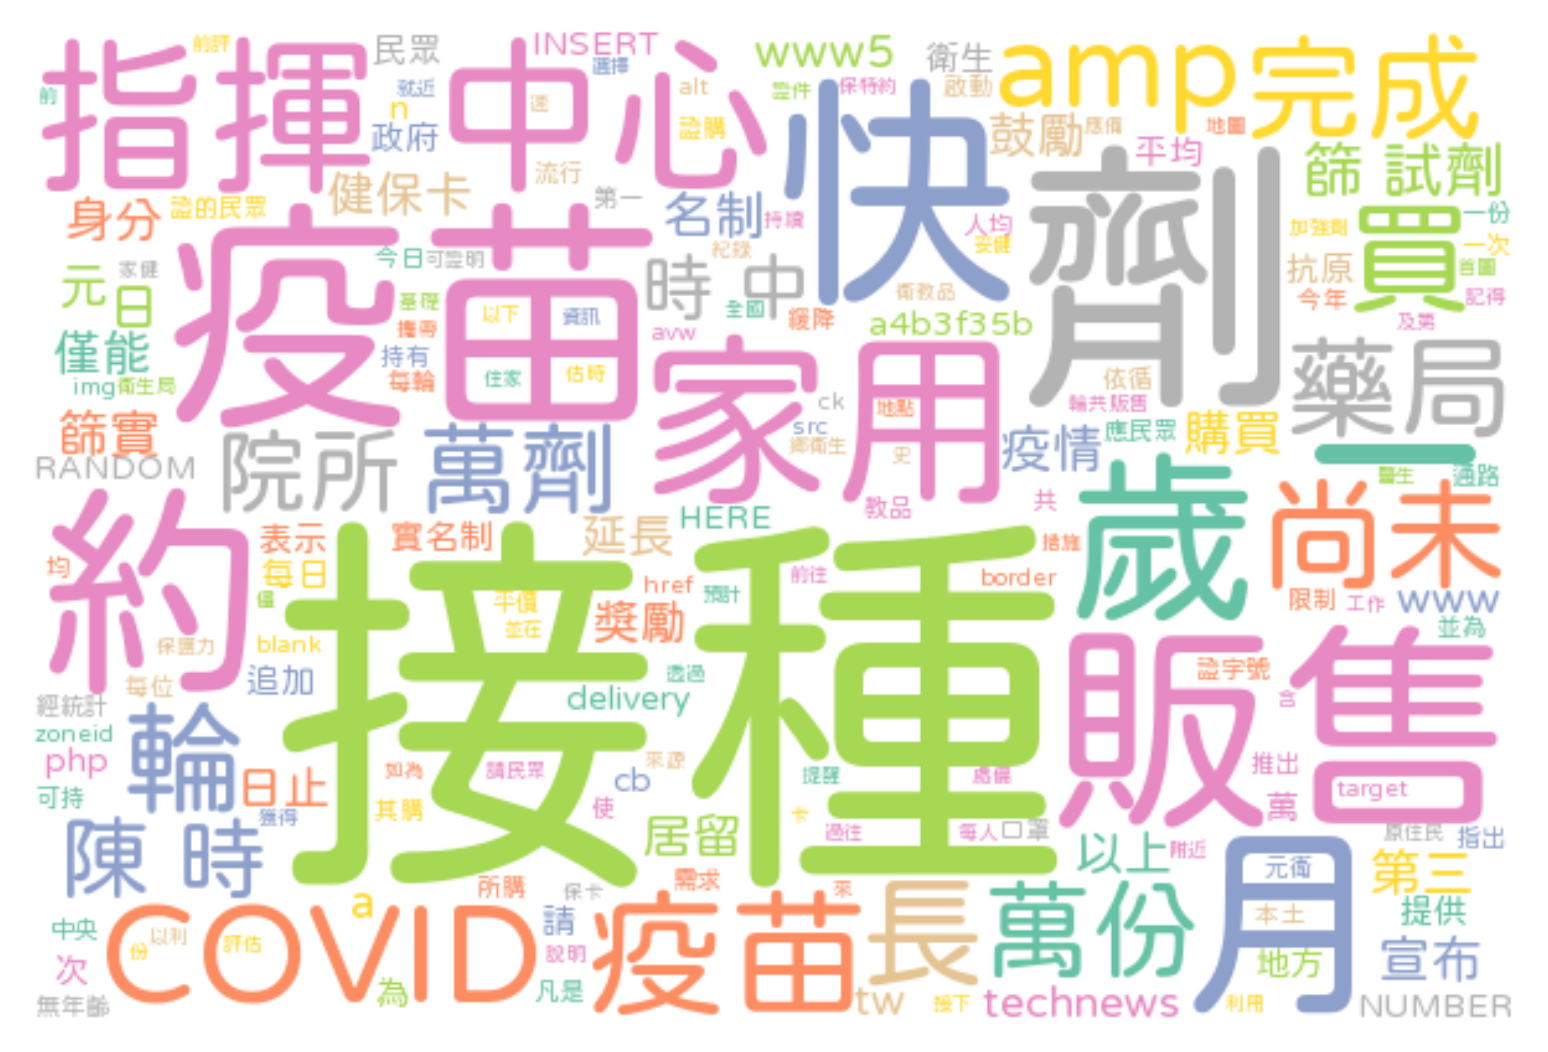 指揮中心
前評
民眾
INSERT
選擇
www5
衛生
amp
完成
前
就近
n
政府
速
alt
證購
證件
保特約
啟動
快
鼓勵
應備
地圖
平均
篩 試劑
健保卡
流行
第一
身分
證的民眾
名制
持續
人均
妥健
劑
加強劑
買
一份
一次
首圖
記得
疫苗
今日
可證明
紀錄
元
日
家健
基礎
攜帶
以下
資訊
時 中
全國
緩降
衛教品
抗原
今年
及第
僅能
持有
每輪
住家
估時
avw
a4b3f35b
img
衛生局
家用
ck
src
鄉衛生
地點
史
依循
輪共販售
藥局
篩實
RANDOM
院所
萬劑
疫情
應民眾
購買
一
醫生
通路
教品
共
歲
尚未
約
表示
實名制
延長
HERE
措施
均
每日
僅
接種
平價
並在
href
預計
前往
border
獎勵
限制
工作
www
並為
保護力
blank
追加
每位
透過
delivery
販售
證字號
含
經統計
zoneid
php
可持
輪
日止
獲得
如為
其購
請民眾
來源
cb
使
提醒
處備
卡
過往
每人
口罩
推出
萬
target
陳 時
居留
以上
附近
原住民
指出
所購
保卡
需求
來
月
元衛
本土
地方
利用
第三
提供
中央
份
以利
評估
a
COVID
請
說明
疫苗
長
萬份
宣布
次
無年齡
為
凡是
tw
接下
technews
NUMBER